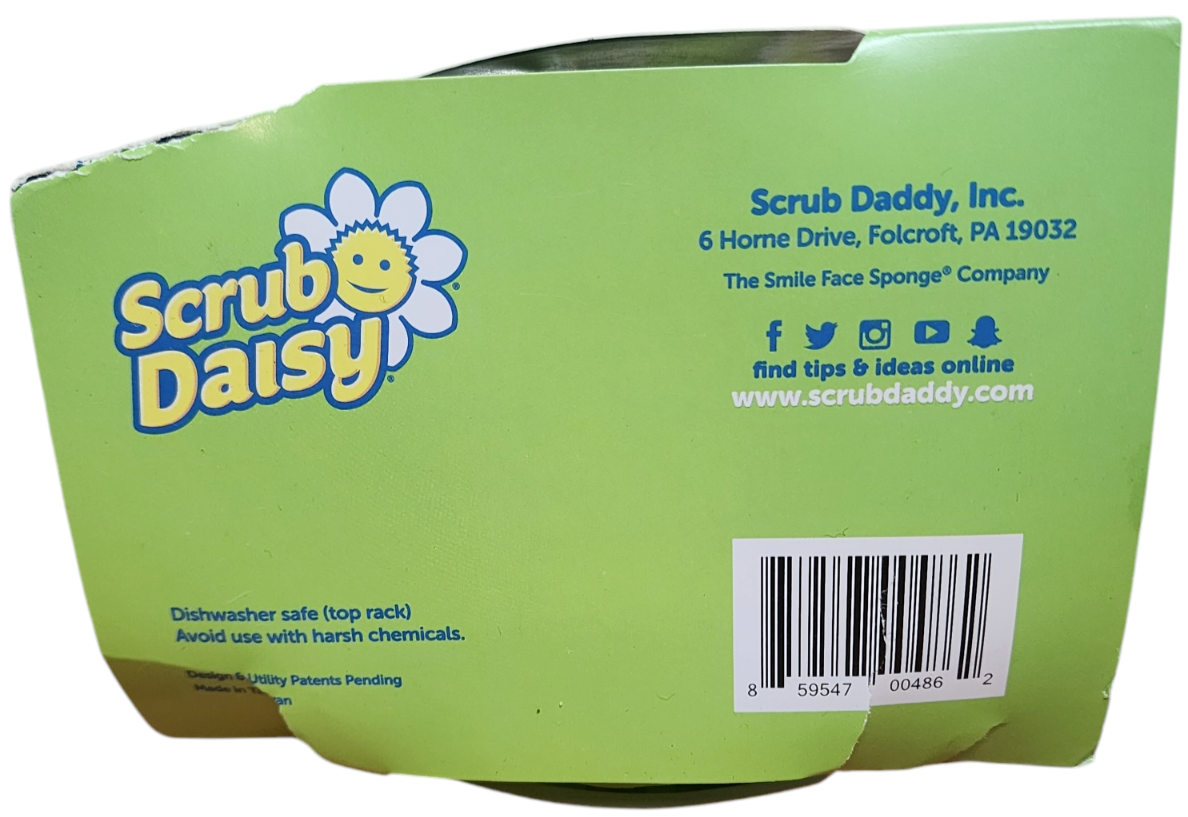 Scrub
Daisy®
®
Scrub Daddy, Inc.
6 Horne Drive, Folcroft, PA 19032
The Smile Face Sponge® Company
find tips & ideas online
www.scrubdaddy.com
Dishwasher safe (top rack)
Avoid use with harsh chemicals.
Design & Utility Patents Pending
Made in
8 59547 00486 2